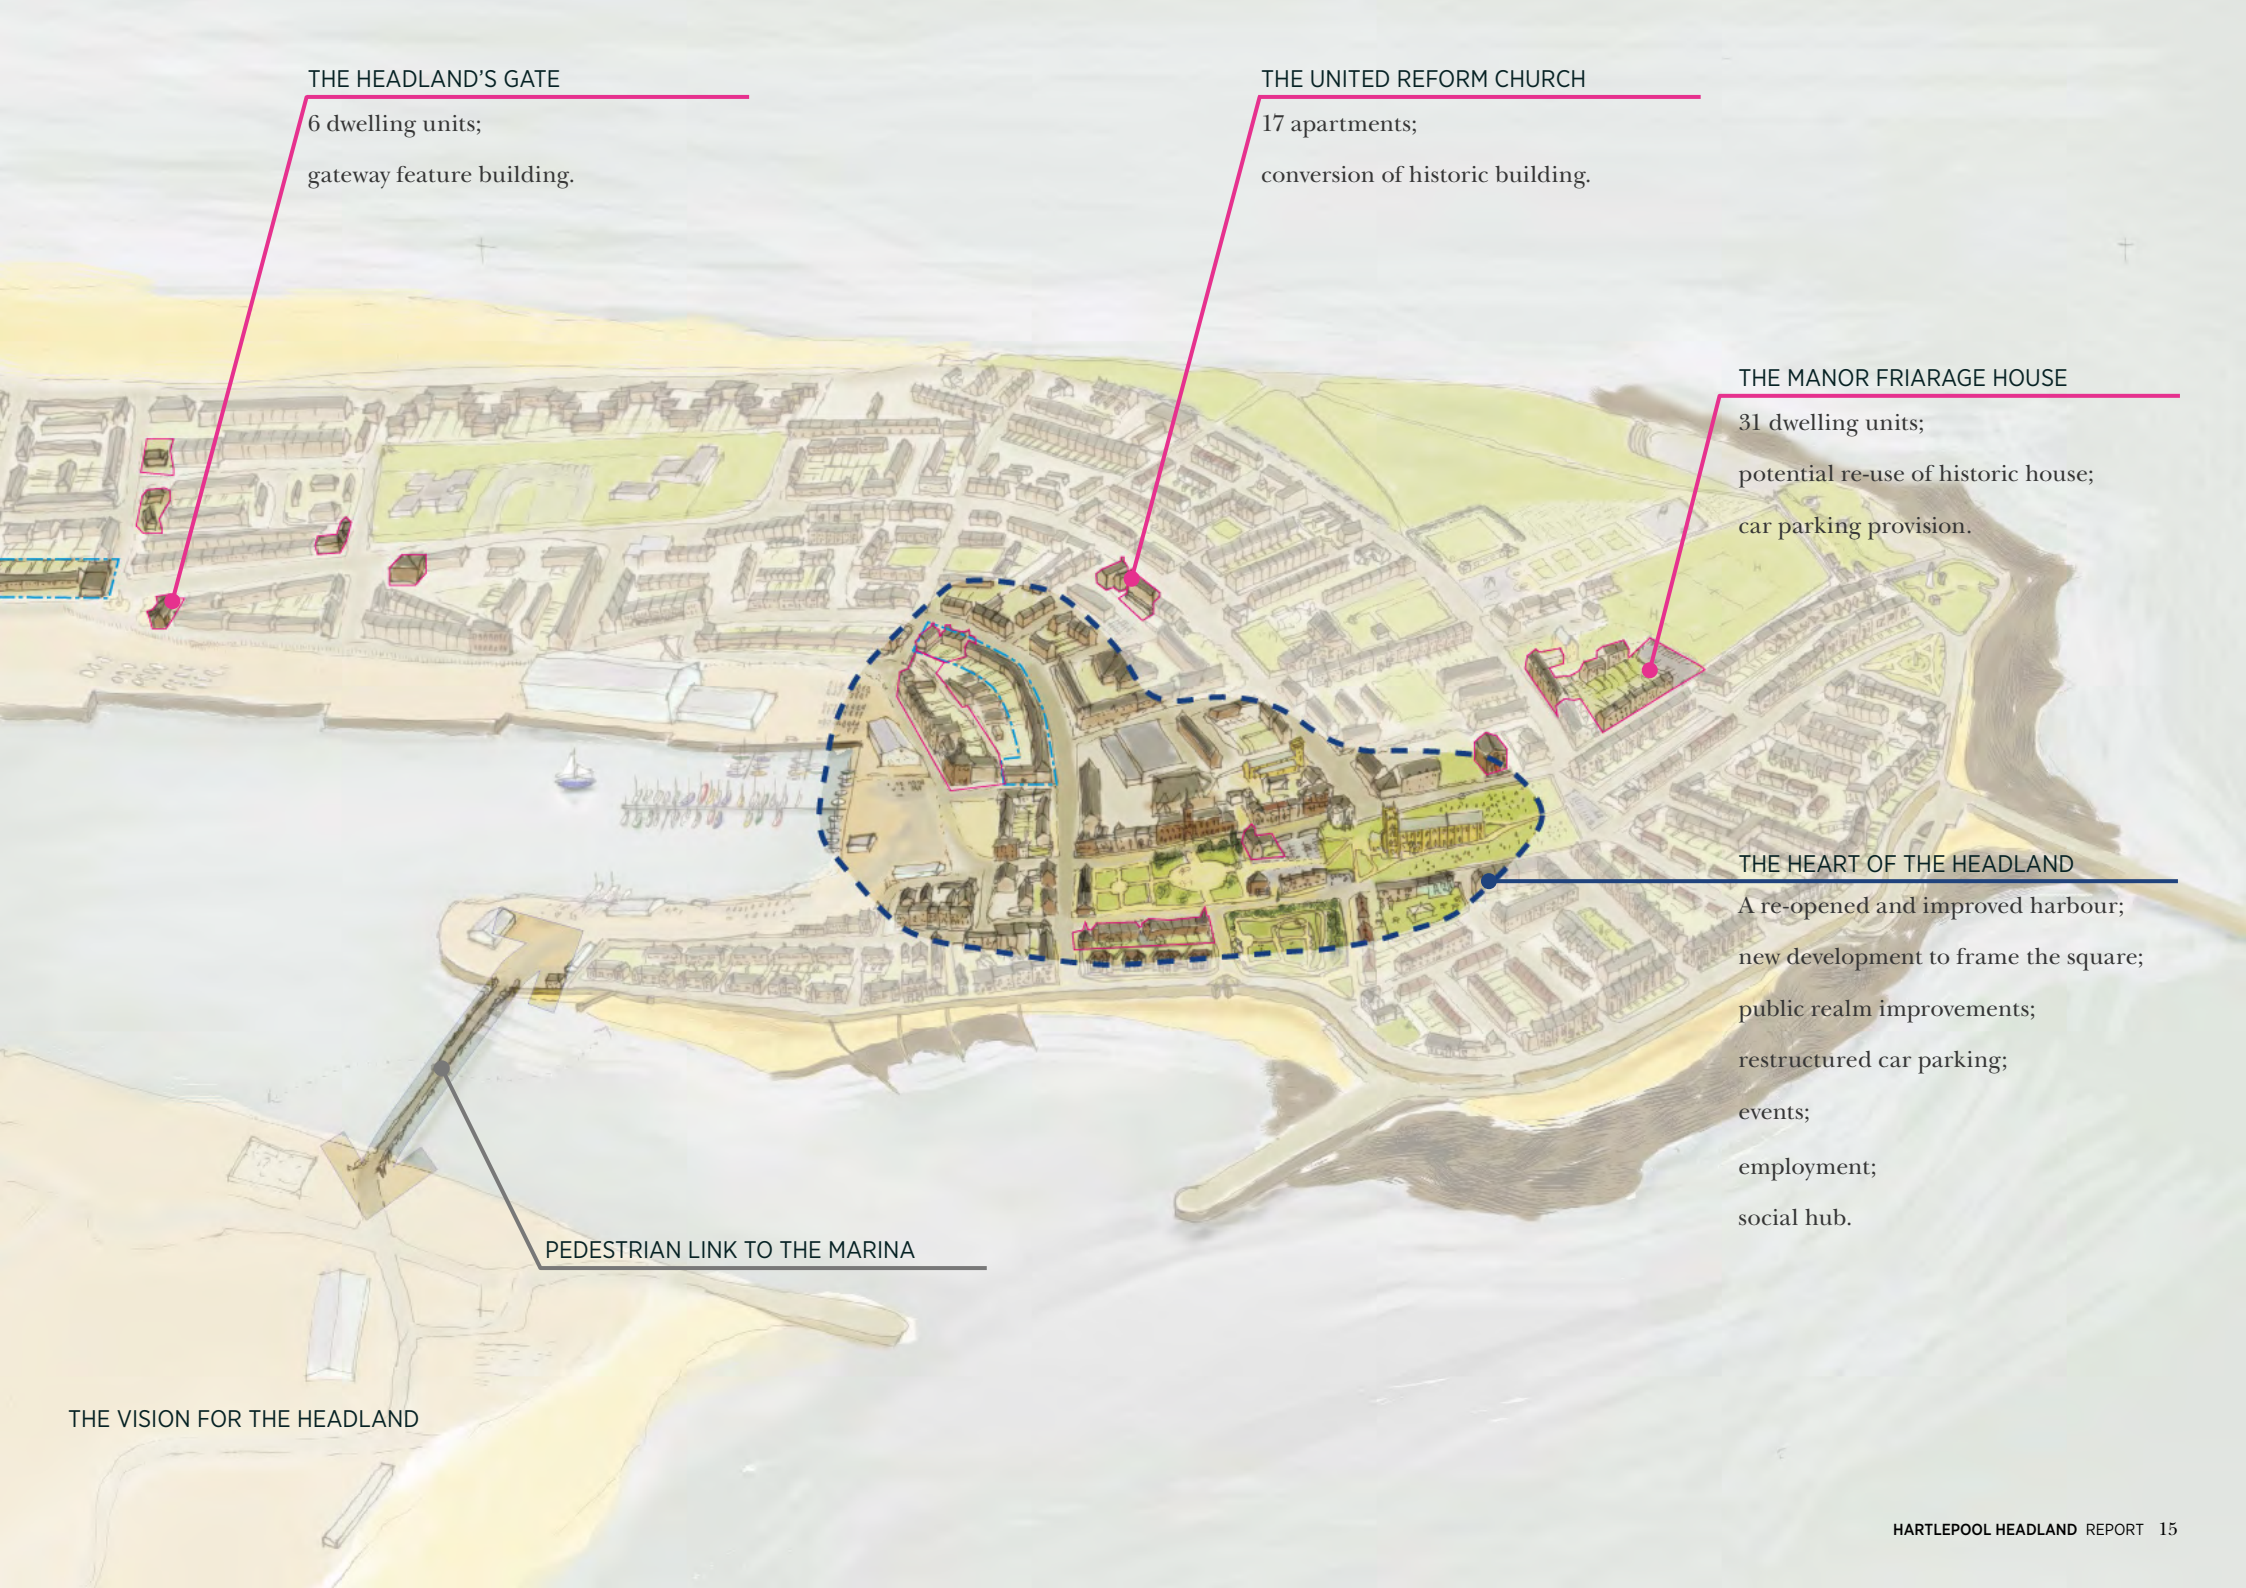 THE HEADLAND'S GATE
6 dwelling units;
gateway feature building.
THE UNITED REFORM CHURCH
17 apartments;
conversion of historic building.
THE MANOR FRIARAGE HOUSE
31 dwelling units;
potential re-use of historic house;
car parking provision.
THE HEART OF THE HEADLAND
A re-opened and improved harbour;
new development to frame the square;
public realm improvements;
restructured car parking;
events;
employment;
social hub.
PEDESTRIAN LINK TO THE MARINA
THE VISION FOR THE HEADLAND
HARTLEPOOL HEADLAND REPORT 15